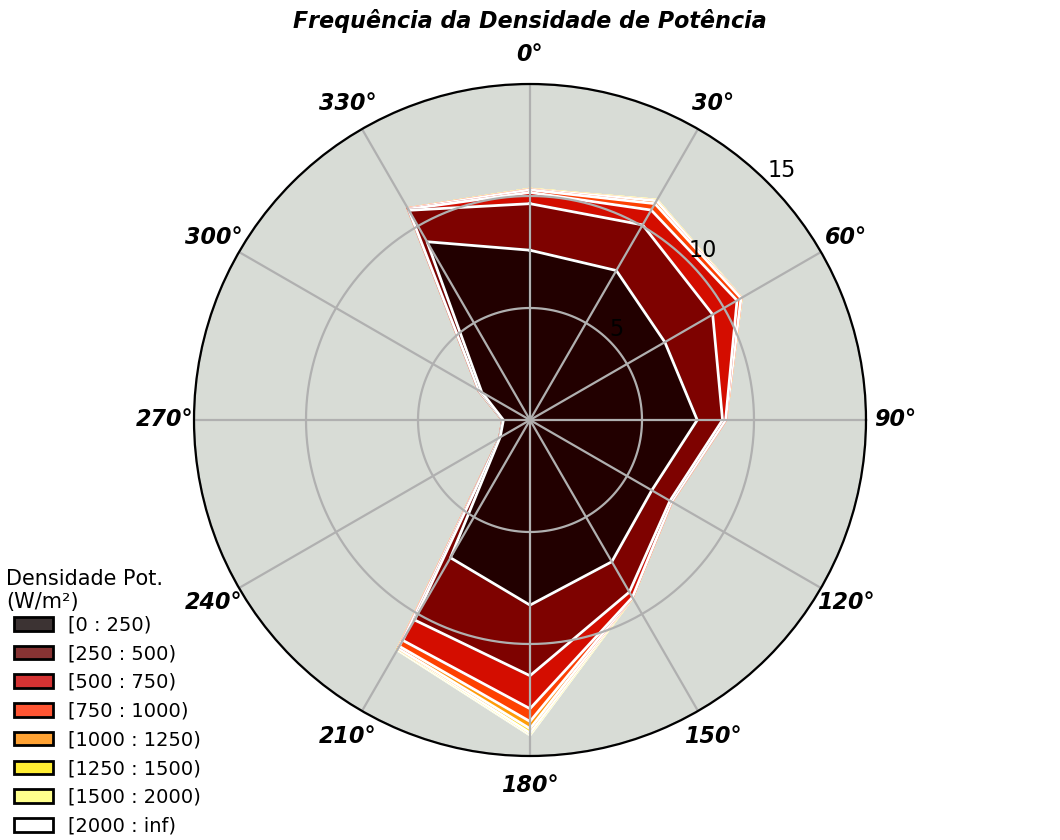 Frequência da Densidade de Potência
0°
330°
30°
15
300°
60°
10
5
270°
90°
240°
120°
210°
150°
180°
Densidade Pot.
(W/m²)
[0 : 250)
[250 : 500)
[500 : 750)
[750 : 1000)
[1000 : 1250)
[1250 : 1500)
[1500 : 2000)
[2000 : inf)